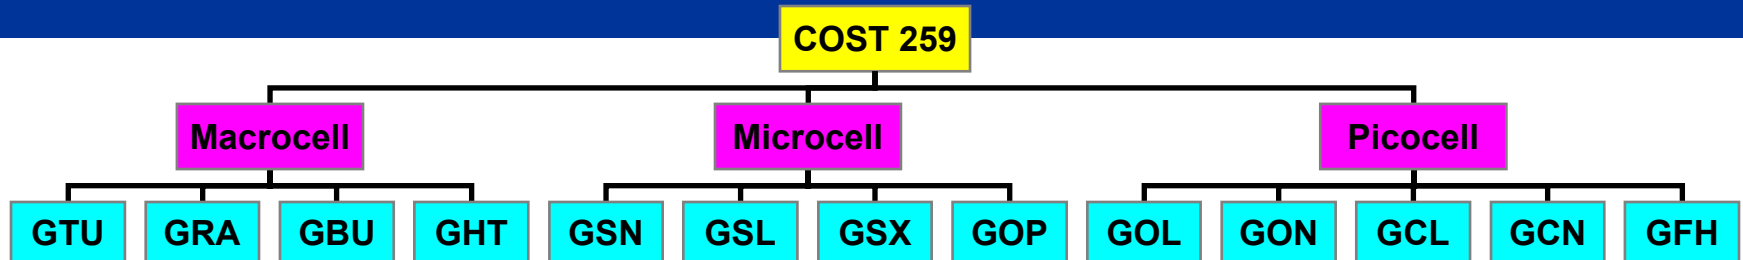 COST 259
Macrocell Microcell Picocell
GTU GRA GBU GHT GSN GSL GSX GOP GOL GON GCL GCN GFH